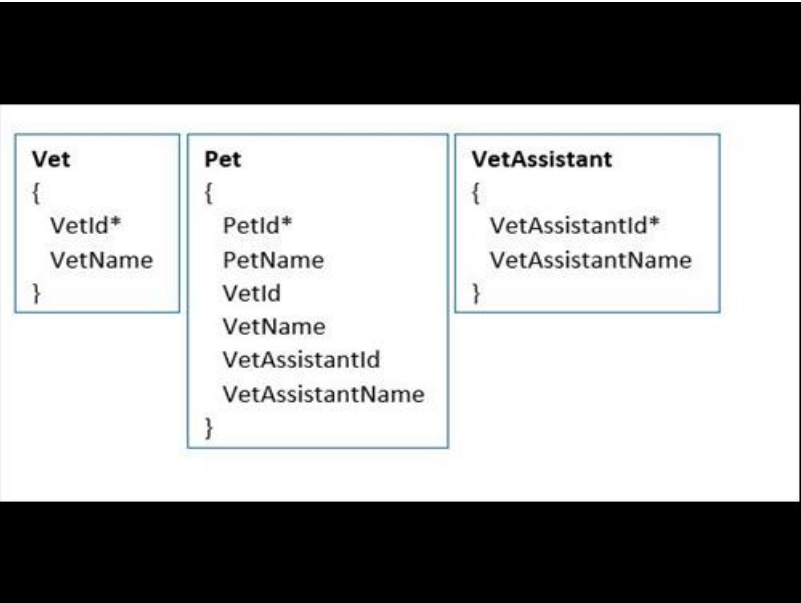 Vet
{
VetId*
VetName
}
Pet
{
PetId*
PetName
VetId
VetName
VetAssistantId
VetAssistantName
}
VetAssistant
{
VetAssistantId*
VetAssistantName
}